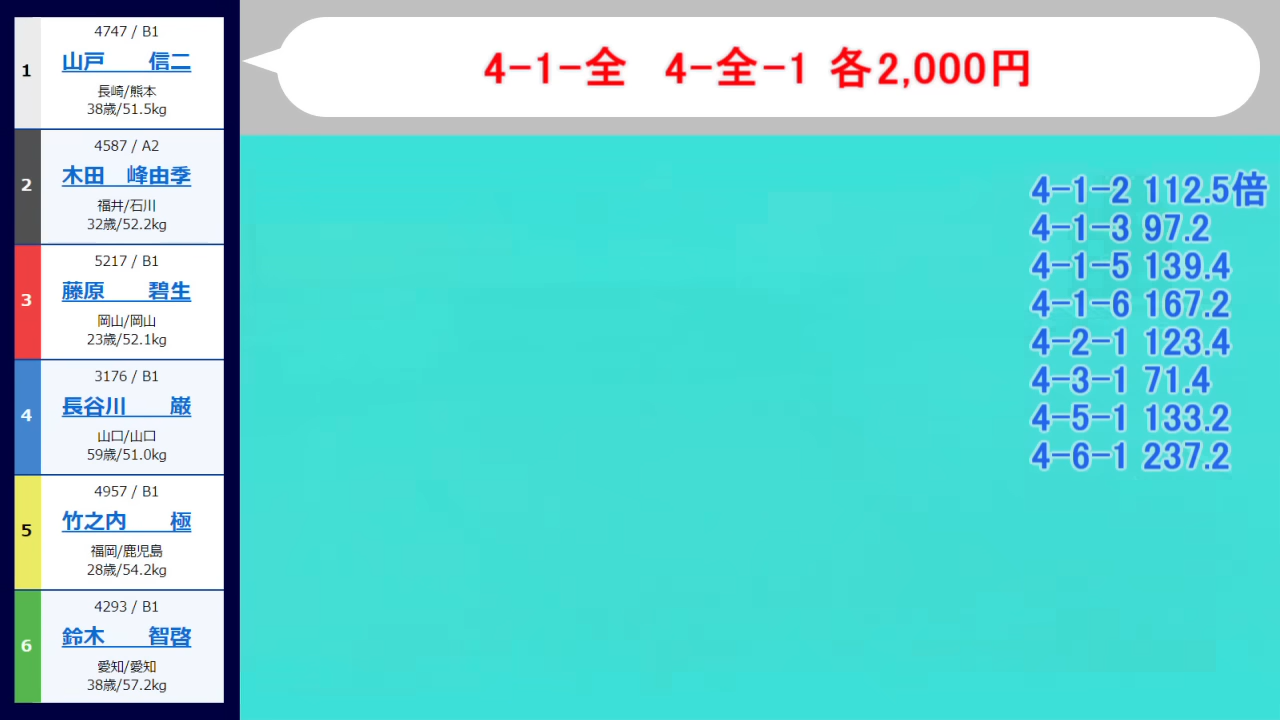 4747 / B1
1
山戸　　信二
長崎/熊本
38歳/51.5kg
4587 / A2
2
木田　峰由季
福井/石川
32歳/52.2kg
5217 / B1
3
藤原　　碧生
岡山/岡山
23歳/52.1kg
3176 / B1
4
長谷川　　巌
山口/山口
59歳/51.0kg
4957 / B1
5
竹之内　　極
福岡/鹿児島
28歳/54.2kg
4293 / B1
6
鈴木　　智啓
愛知/愛知
38歳/57.2kg
4-1-全　4-全-1 各2,000円
4-1-2 112.5倍
4-1-3 97.2
4-1-5 139.4
4-1-6 167.2
4-2-1 123.4
4-3-1 71.4
4-5-1 133.2
4-6-1 237.2